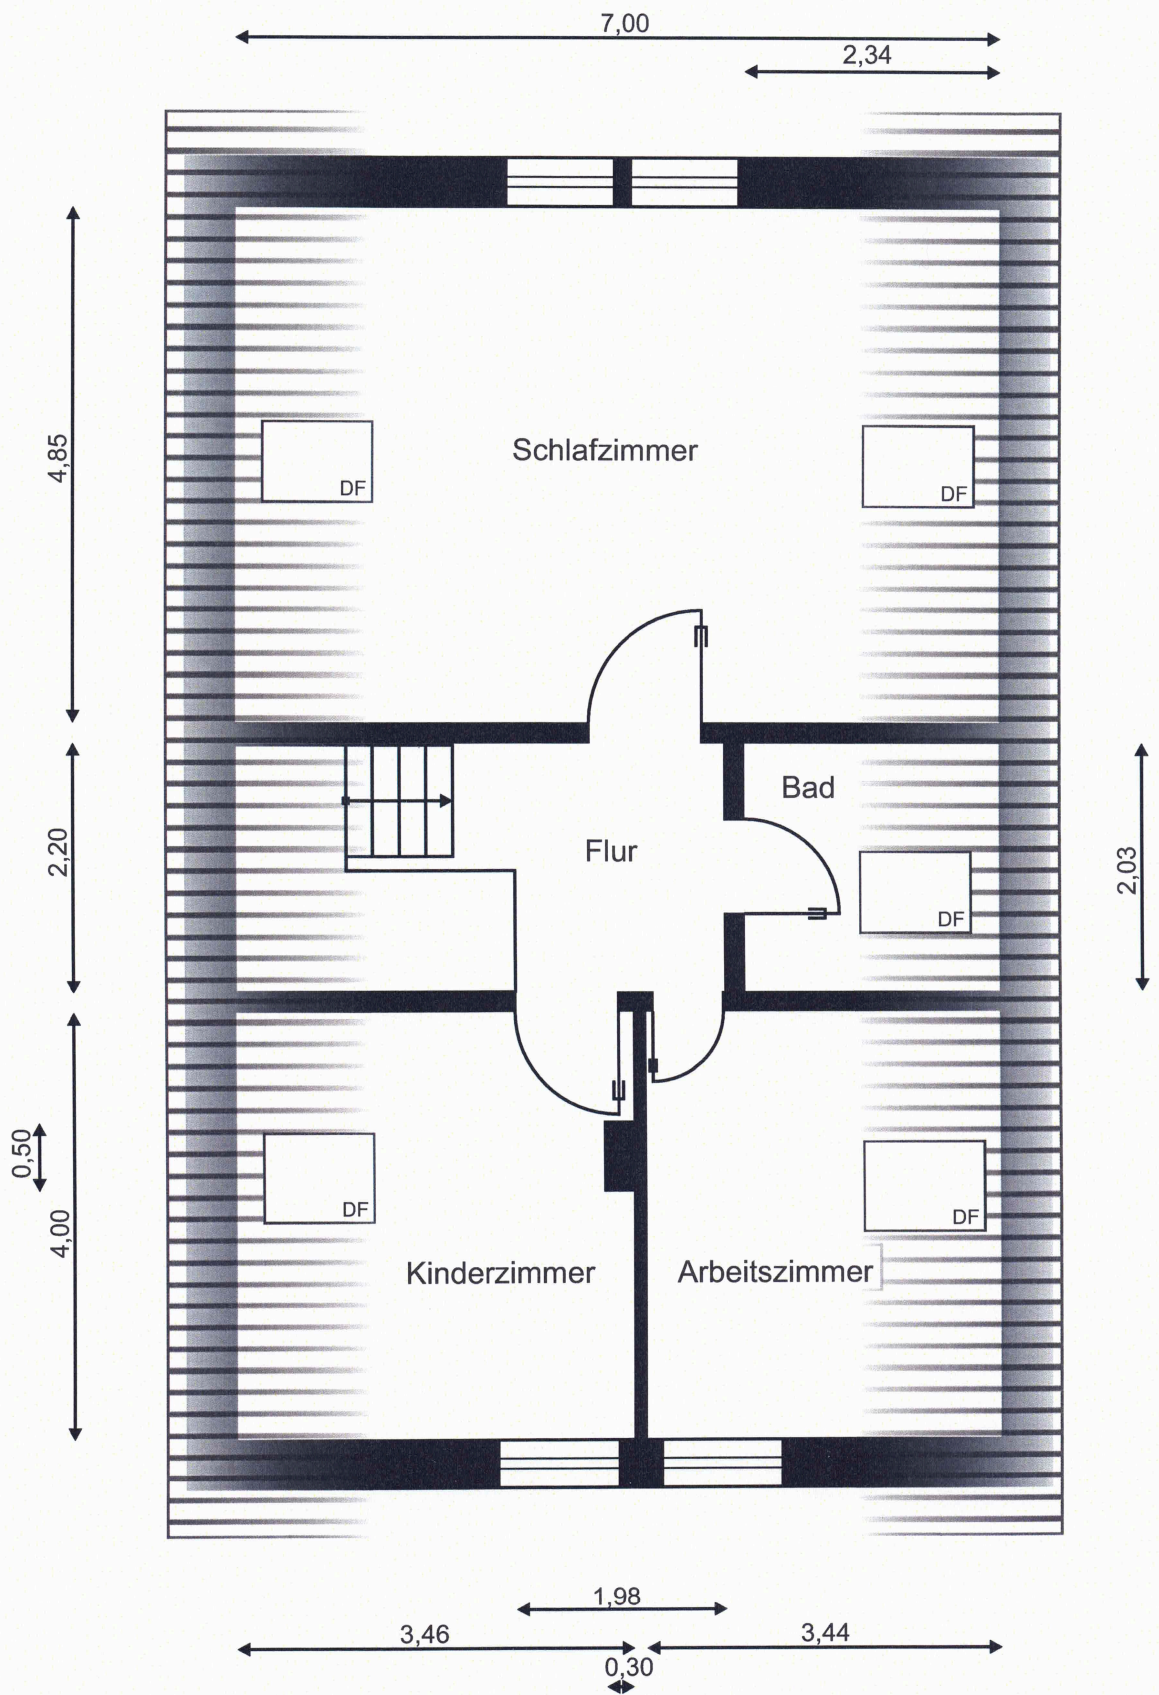 7,00
2,34
4,85
Schlafzimmer
DF
DF
Bad
2,20
Flur
2,03
DF
0,50
DF
DF
4,00
Kinderzimmer
Arbeitszimmer
1,98
3,46
3,44
0,30